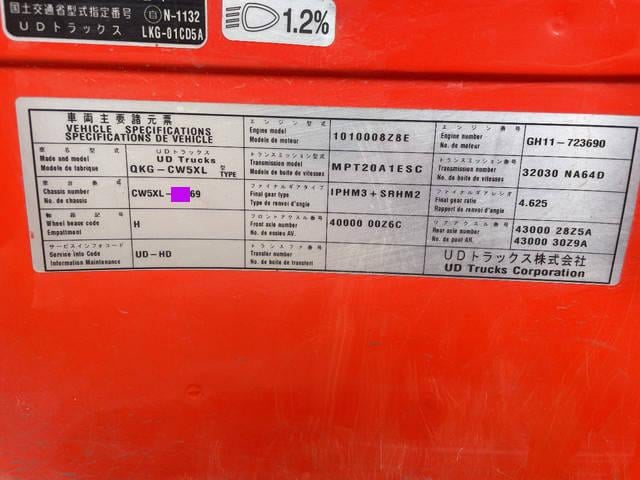 国土交通省型式指定番号 自 N-1132
UDトラックス LKG-01CD5A
1.2%
車両主要諸元票
VEHICLE SPECIFICATIONS
SPECIFICATIONS DE VEHICLE
車名型式
Made and model
Modele de fabrique
UDトラックス
UD Trucks
QKG-CW5XL 型 TYPE
車台番号
Chassis number
No. de chassis
CW5XL- 69
軸距記号
Wheel bease code
Empattement
H
サービスインフォコード
Service into Code
Information Maintenance
UD-HD
エンジン型式
Engine model
Modele de moteur
1010008Z8E
トランスミッション型式
Transmission model
Modele de boite de vitesses
MPT20A1ESC
ファイナルギアタイプ
Final gear type
Type de renvoi d'angle
IPHM3+SRHM2
フロントアクスル番号
Front axle number
No. de essieu AV.
40000 00Z6C
トランスファ番号
Transfer number
No. de boite de transfert
エンジン番号
Engine number
No. de moteur
GH11-723690
トランスミッション番号
Transmission number
No. de boite de vitesses
32030 NA64D
ファイナルギアレシオ
Final gear ratio
Rapport de renvoi d'angle
4.625
リアアクスル番号
Rear axle number
No. de pont AR.
43000 28Z5A
43000 30Z9A
UDトラックス株式会社
UD Trucks Corporation